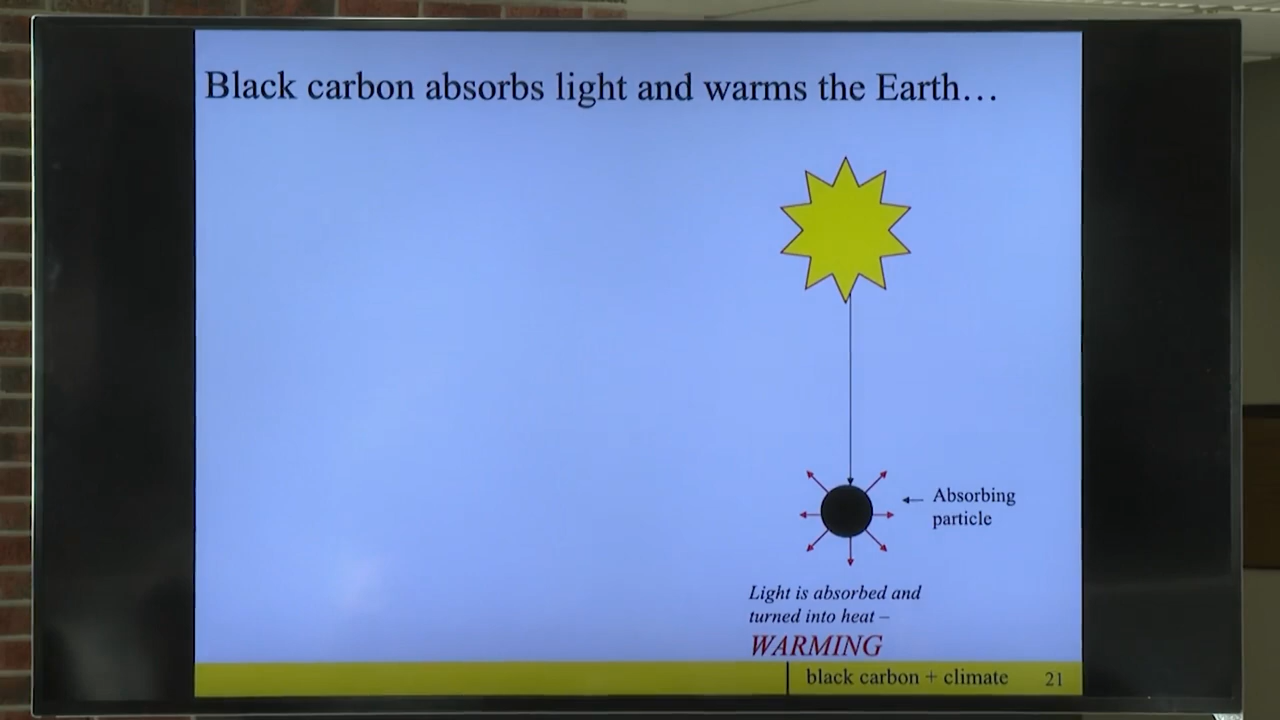 Black carbon absorbs light and warms the Earth…
Absorbing
particle
Light is absorbed and
turned into heat –
WARMING
black carbon + climate 21